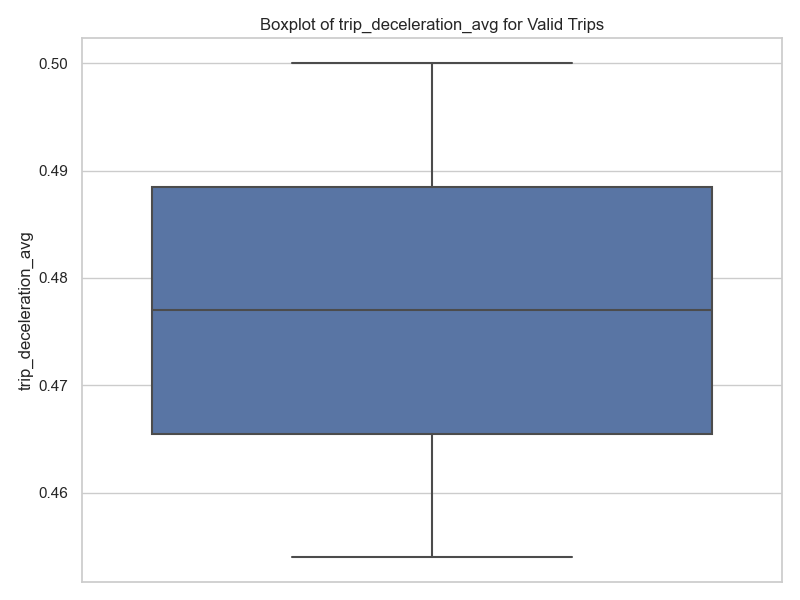 Boxplot of trip_deceleration_avg for Valid Trips
0.50
0.49
0.48
0.47
0.46
trip_deceleration_avg